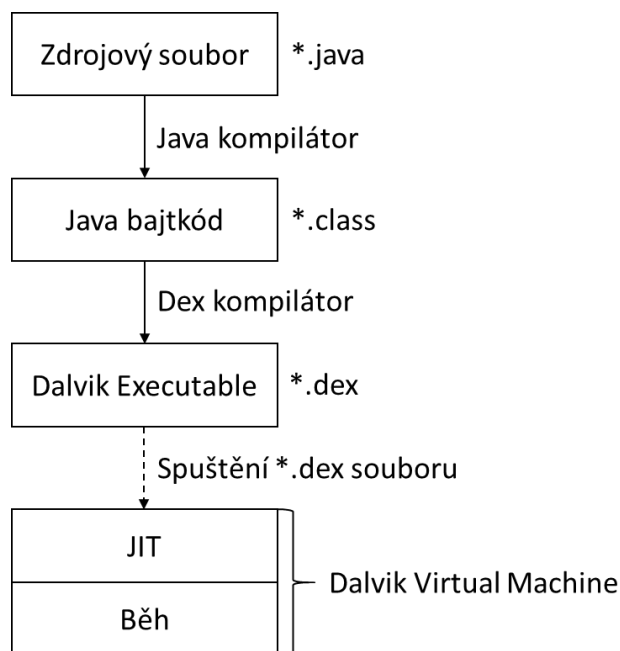 Zdrojový soubor *.java
Java kompilátor
Java bajtkód *.class
Dex kompilátor
Dalvik Executable *.dex
Spuštění *.dex souboru
JIT
Dalvik Virtual Machine
Běh